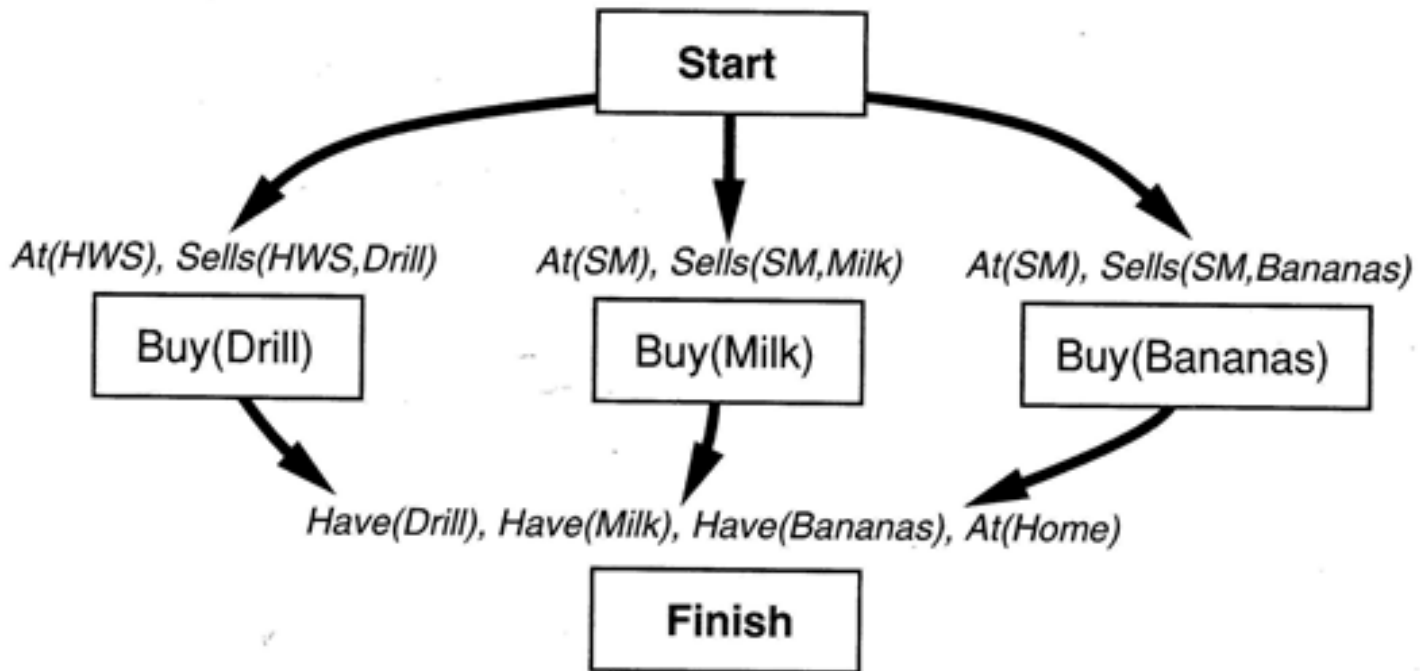 Start
At(HWS), Sells(HWS,Drill)
At(SM), Sells(SM,Milk)
At(SM), Sells(SM,Bananas)
Buy(Drill)
Buy(Milk)
Buy(Bananas)
Have(Drill), Have(Milk), Have(Bananas), At(Home)
Finish